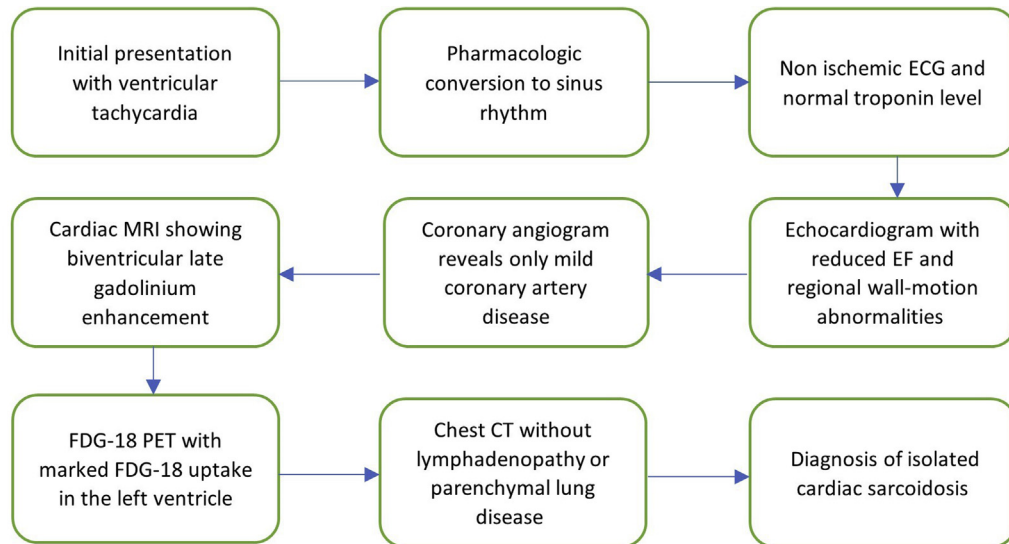 Initial presentation
with ventricular
tachycardia
Pharmacologic
conversion to sinus
rhythm
Non ischemic ECG and
normal troponin level
Echocardiogram with
reduced EF and
regional wall-motion
abnormalities
Coronary angiogram
reveals only mild
coronary artery
disease
Cardiac MRI showing
biventricular late
gadolinium
enhancement
FDG-18 PET with
marked FDG-18 uptake
in the left ventricle
Chest CT without
lymphadenopathy or
parenchymal lung
disease
Diagnosis of isolated
cardiac sarcoidosis